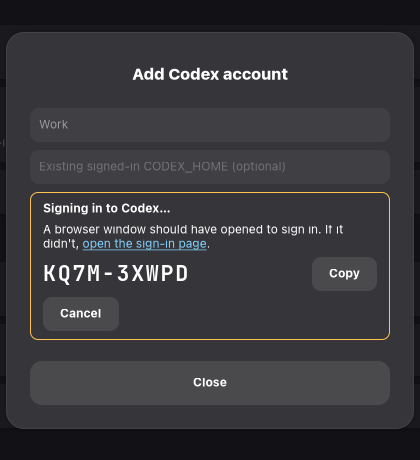 Add Codex account
Work
Existing signed-in CODEX_HOME (optional)
Signing in to Codex...
A browser window should have opened to sign in. If it
didn't, open the sign-in page.
KQ7M-3XWPD
Copy
Cancel
Close